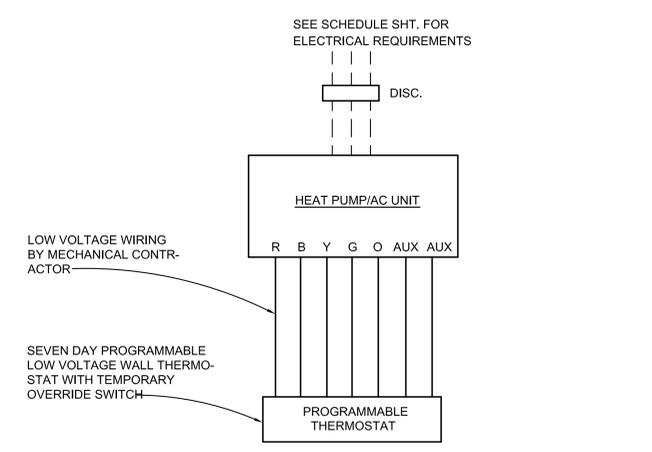 SEE SCHEDULE SHT. FOR
ELECTRICAL REQUIREMENTS
DISC.
HEAT PUMP/AC UNIT
R B Y G O AUX AUX
LOW VOLTAGE WIRING
BY MECHANICAL CONTR-
ACTOR
SEVEN DAY PROGRAMMABLE
LOW VOLTAGE WALL THERMO-
STAT WITH TEMPORARY
OVERRIDE SWITCH
PROGRAMMABLE
THERMOSTAT